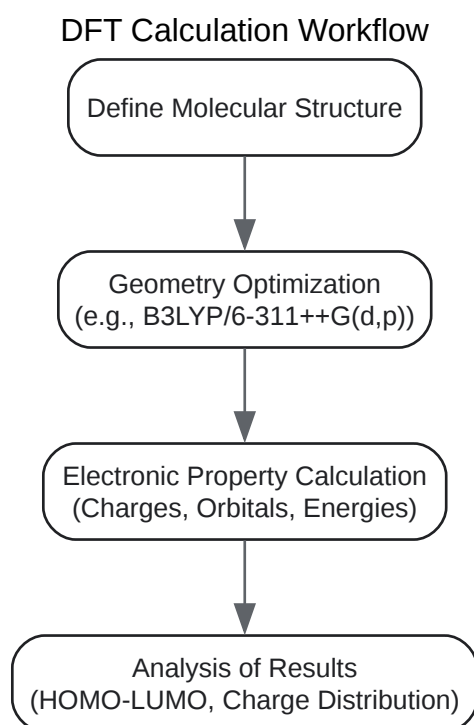 DFT Calculation Workflow
Define Molecular Structure
Geometry Optimization
(e.g., B3LYP/6-311++G(d,p))
Electronic Property Calculation
(Charges, Orbitals, Energies)
Analysis of Results
(HOMO-LUMO, Charge Distribution)